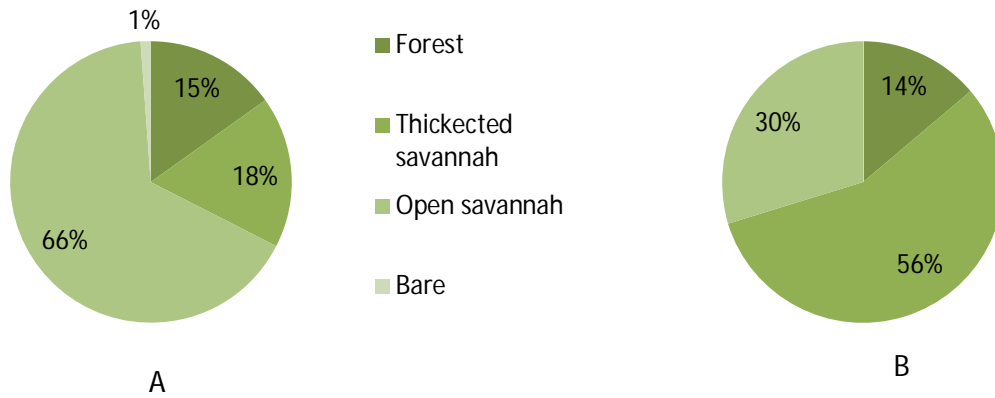 1%
15%
18%
66%
A
Forest
Thickected
savannah
Open savannah
Bare
14%
30%
56%
B